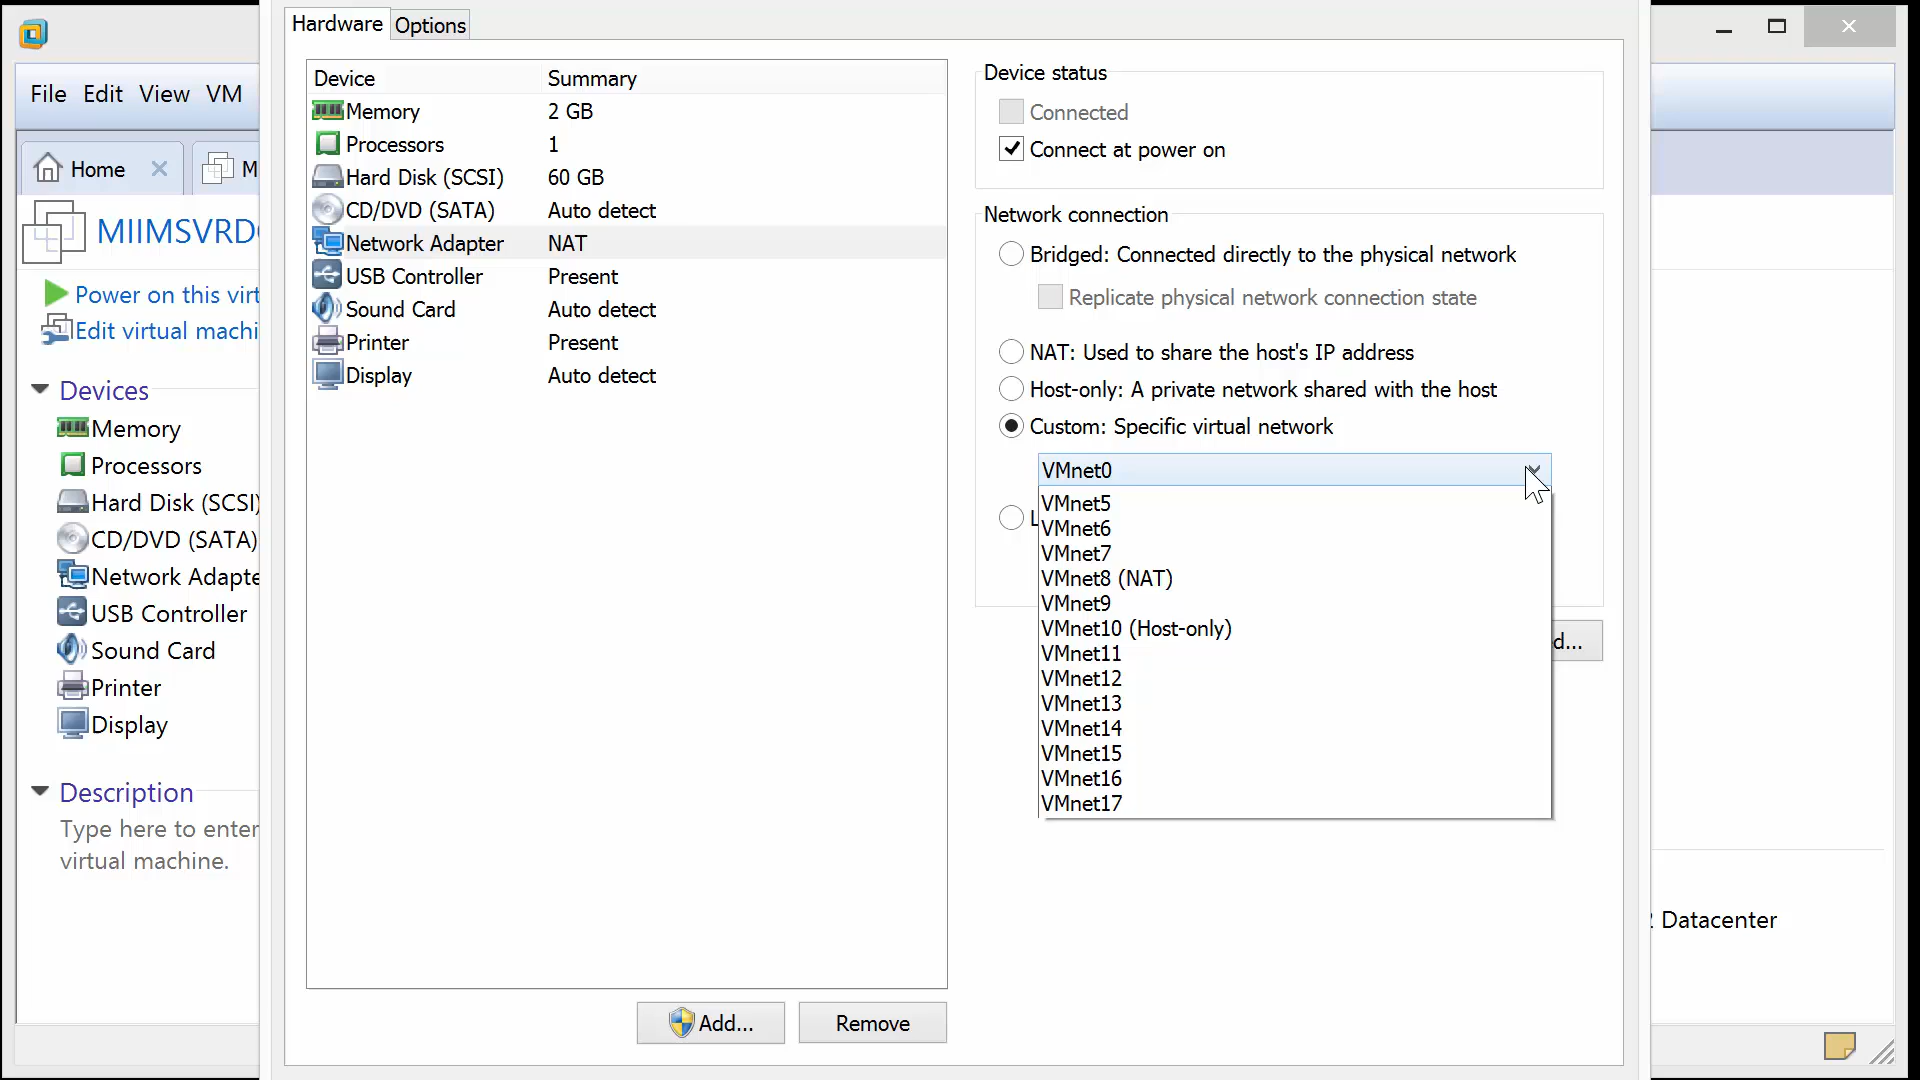 Hardware
Options
File Edit View VM
Home
M
MIIMSVRD
Power on this virt
Edit virtual machi
Devices
Memory
Processors
Hard Disk (SCSI)
CD/DVD (SATA)
Network Adapte
USB Controller
Sound Card
Printer
Display
Description
Type here to enter
virtual machine.
Device Summary
Memory 2 GB
Processors 1
Hard Disk (SCSI) 60 GB
CD/DVD (SATA) Auto detect
Network Adapter NAT
USB Controller Present
Sound Card Auto detect
Printer Present
Display Auto detect
Add...
Remove
Device status
Connected
Connect at power on
Network connection
Bridged: Connected directly to the physical network
Replicate physical network connection state
NAT: Used to share the host's IP address
Host-only: A private network shared with the host
Custom: Specific virtual network
VMnet0
VMnet5
VMnet6
VMnet7
VMnet8 (NAT)
VMnet9
VMnet10 (Host-only)
VMnet11
VMnet12
VMnet13
VMnet14
VMnet15
VMnet16
VMnet17
d...
Datacenter